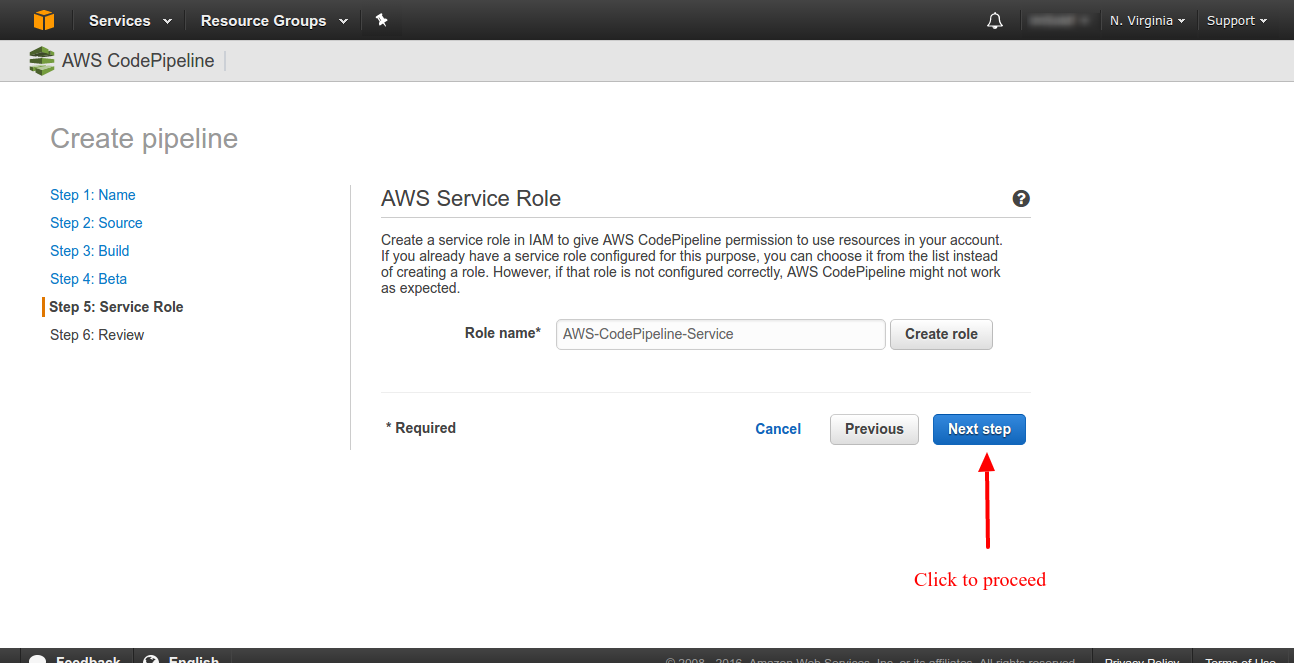 Services Resource Groups N. Virginia Support
AWS CodePipeline
Create pipeline
Step 1: Name
Step 2: Source
Step 3: Build
Step 4: Beta
Step 5: Service Role
Step 6: Review
AWS Service Role
?
Create a service role in IAM to give AWS CodePipeline permission to use resources in your account.
If you already have a service role configured for this purpose, you can choose it from the list instead
of creating a role. However, if that role is not configured correctly, AWS CodePipeline might not work
as expected.
Role name* AWS-CodePipeline-Service Create role
* Required Cancel Previous Next step
Click to proceed
Feedback English © 2008 - 2016, Amazon Web Services, Inc. or its affiliates. All rights reserved. Privacy Policy Terms of Use